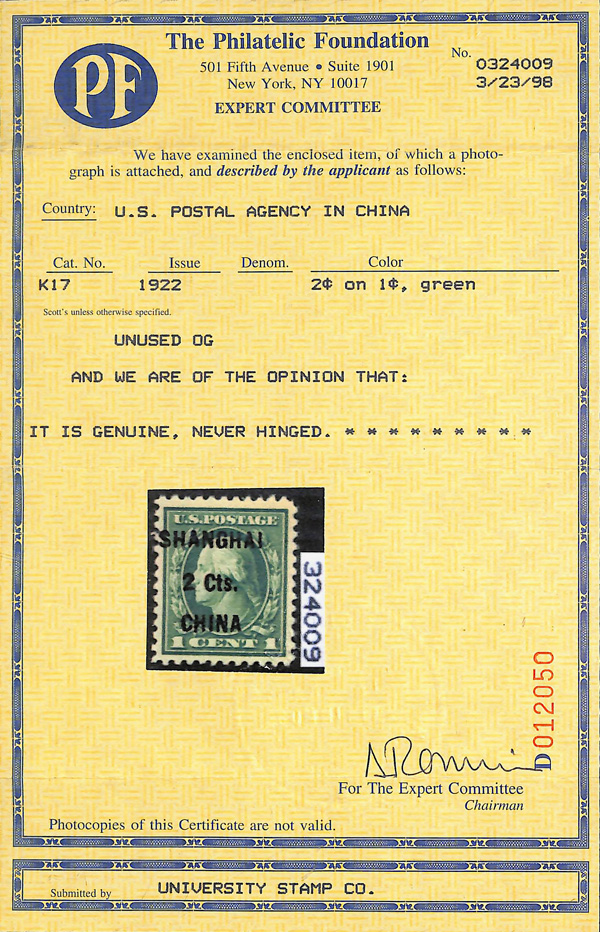 PF
The Philatelic Foundation
501 Fifth Avenue • Suite 1901
New York, NY 10017
EXPERT COMMITTEE
No. 0324009
3/23/98
We have examined the enclosed item, of which a photo-
graph is attached, and described by the applicant as follows:
Country: U.S. POSTAL AGENCY IN CHINA
Cat. No. Issue Denom. Color
K17 1922 2¢ on 1¢, green
Scott's unless otherwise specified.
UNUSED OG
AND WE ARE OF THE OPINION THAT:
IT IS GENUINE, NEVER HINGED. * * * * * * * * *
U.S. POSTAGE
SHANGHAI
2 Cts.
CHINA
1 CENT 1
324009
D012050
For The Expert Committee
Chairman
Photocopies of this Certificate are not valid.
Submitted by UNIVERSITY STAMP CO.